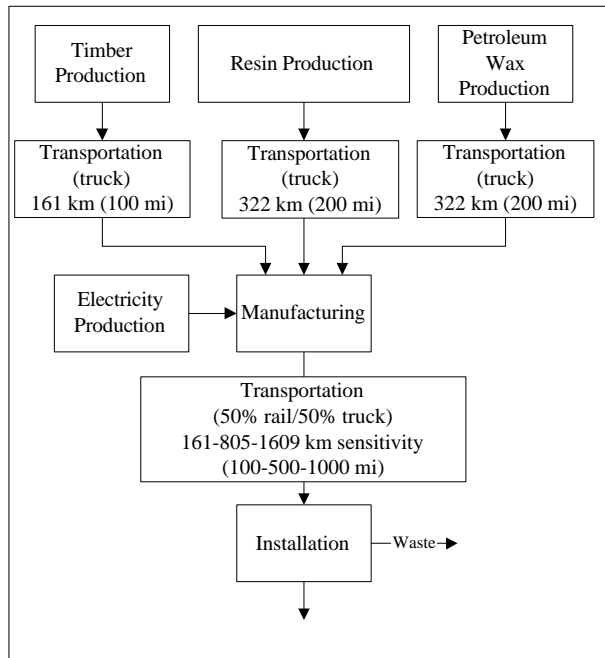 Timber
Production
Resin Production
Petroleum
Wax
Production
Transportation
(truck)
161 km (100 mi)
Transportation
(truck)
322 km (200 mi)
Transportation
(truck)
322 km (200 mi)
Electricity
Production
Manufacturing
Transportation
(50% rail/50% truck)
161-805-1609 km sensitivity
(100-500-1000 mi)
Installation
Waste